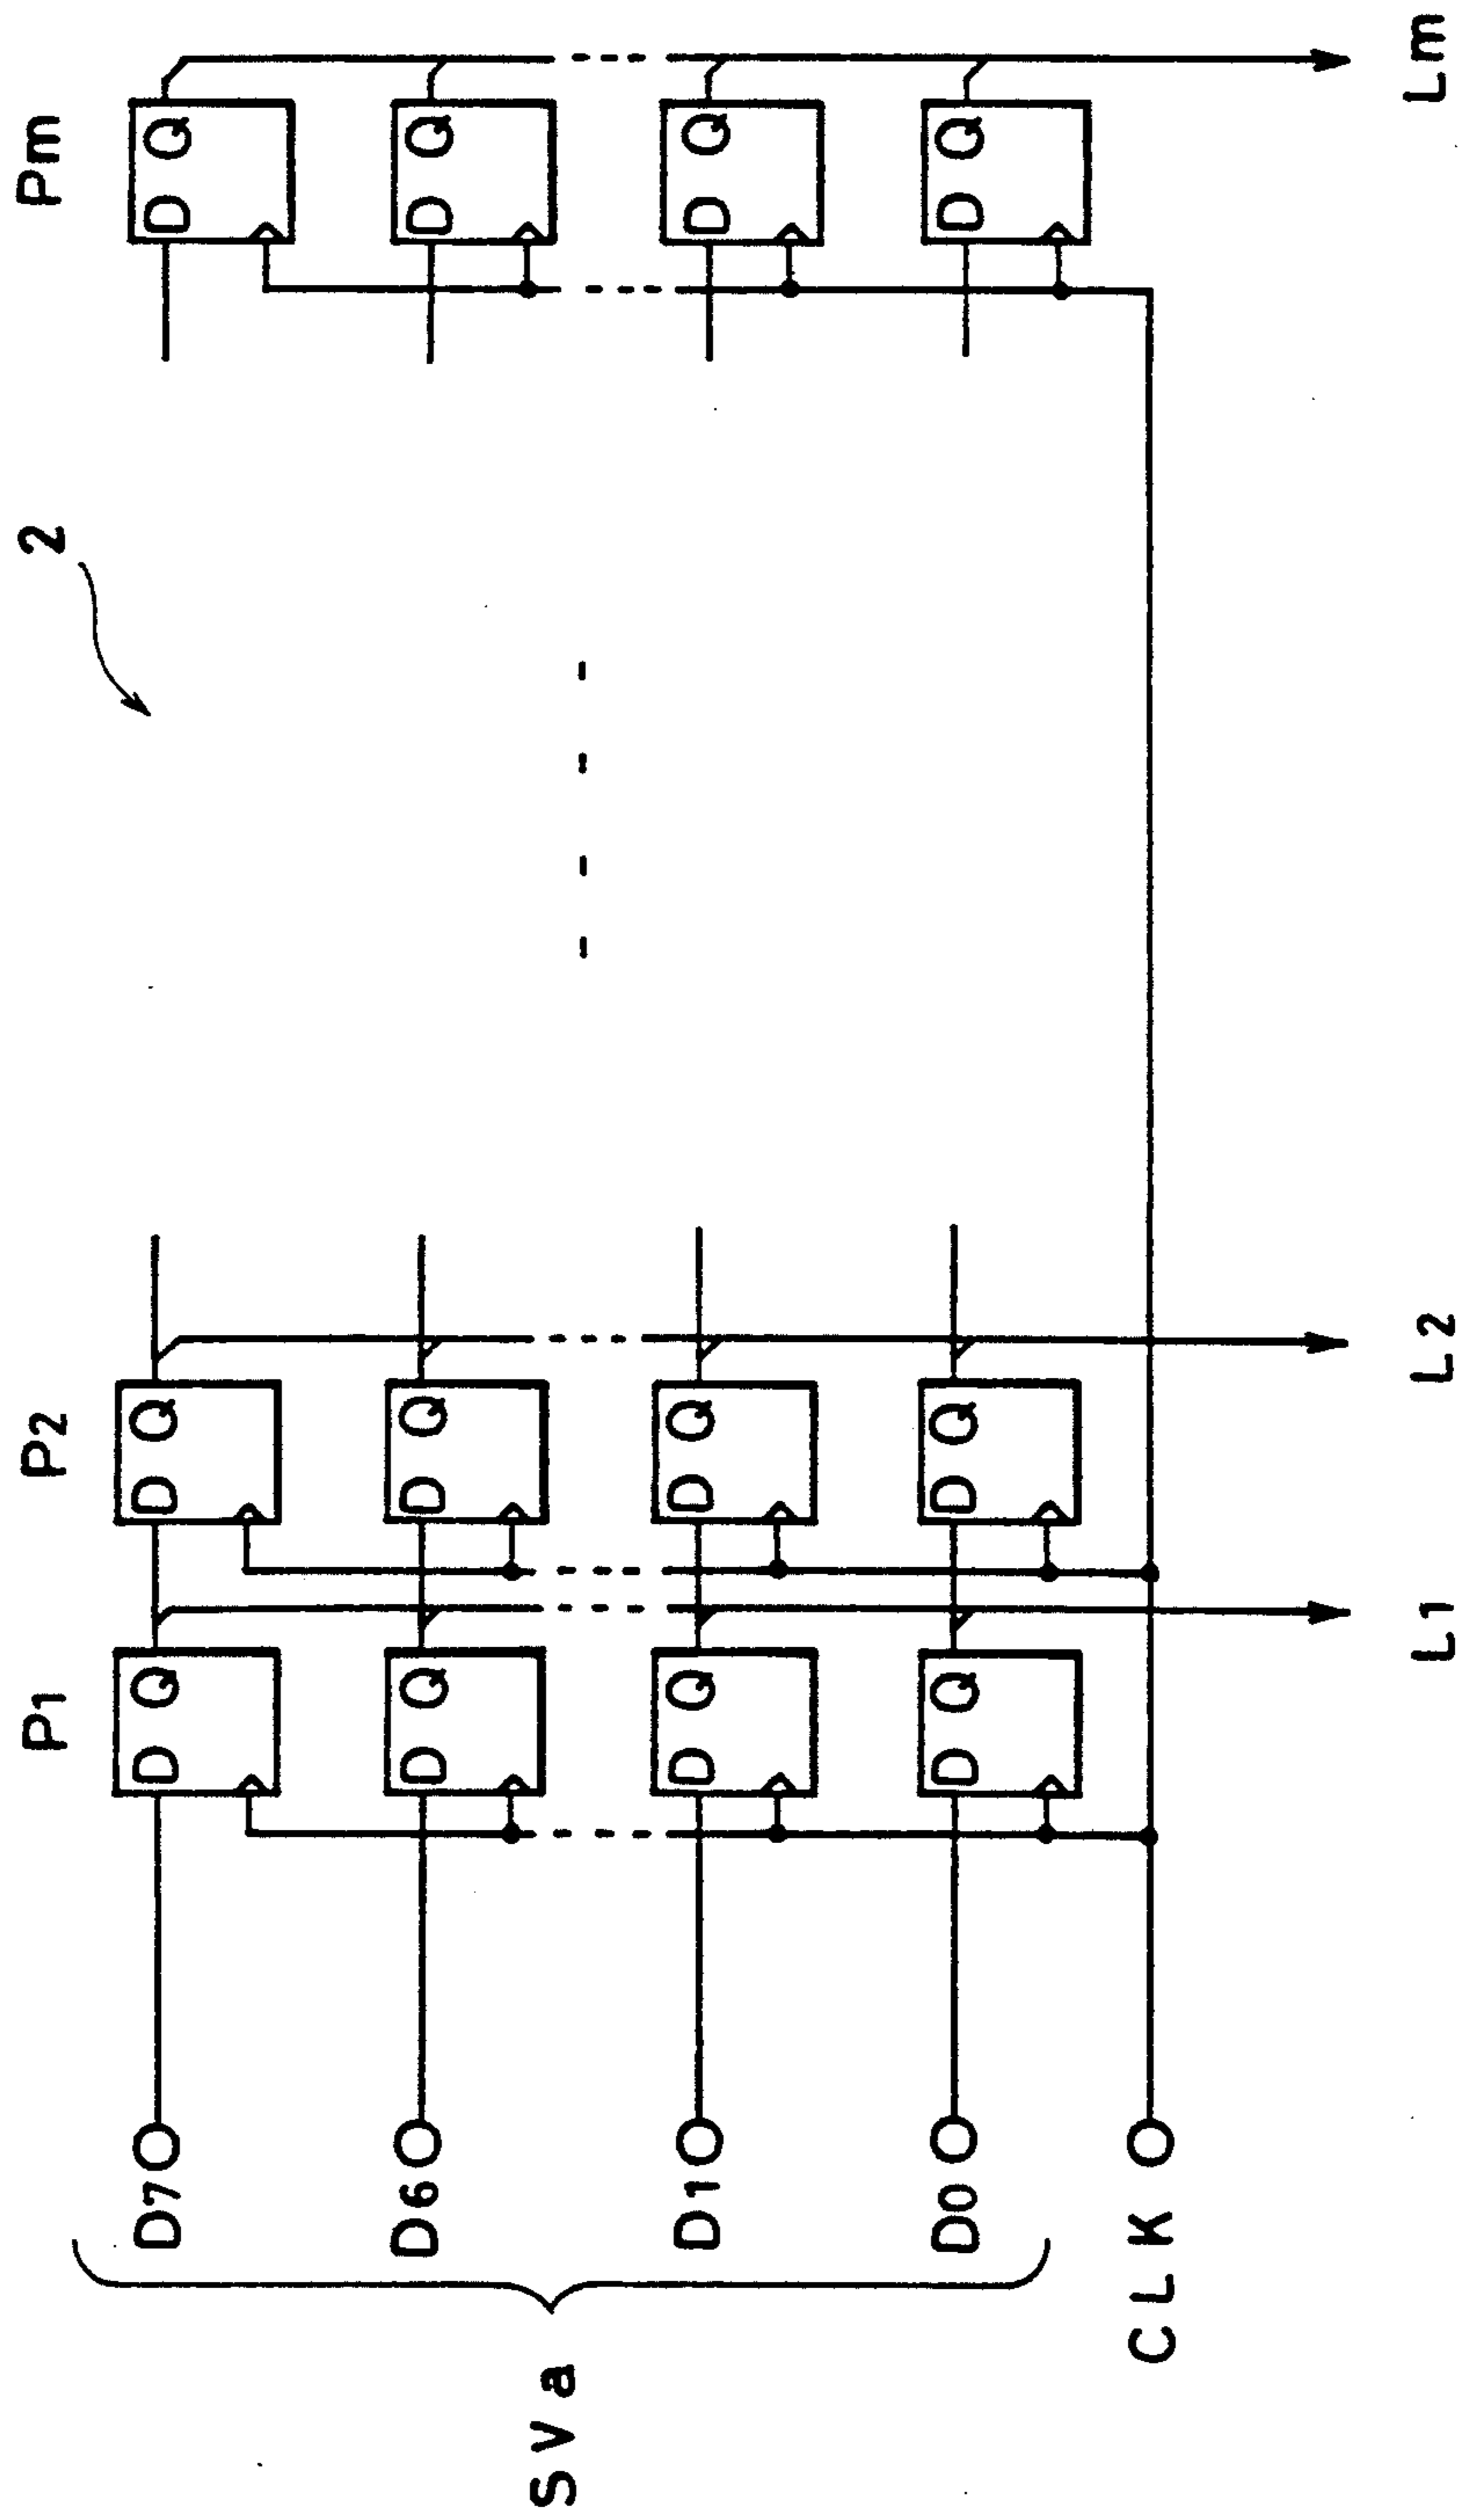 2
P1 P2 Pm
D7 D Q D Q D Q
D6 D Q D Q D Q
SVa
D1 D Q D Q D Q
D0 D Q D Q D Q
CLK
L1 L2 Lm